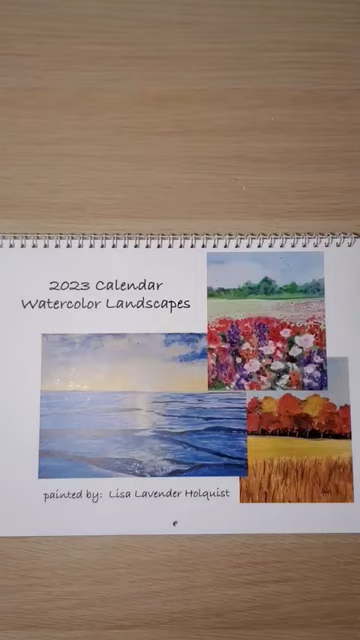 2023 Calendar
Watercolor Landscapes
painted by: Lisa Lavender Holquist